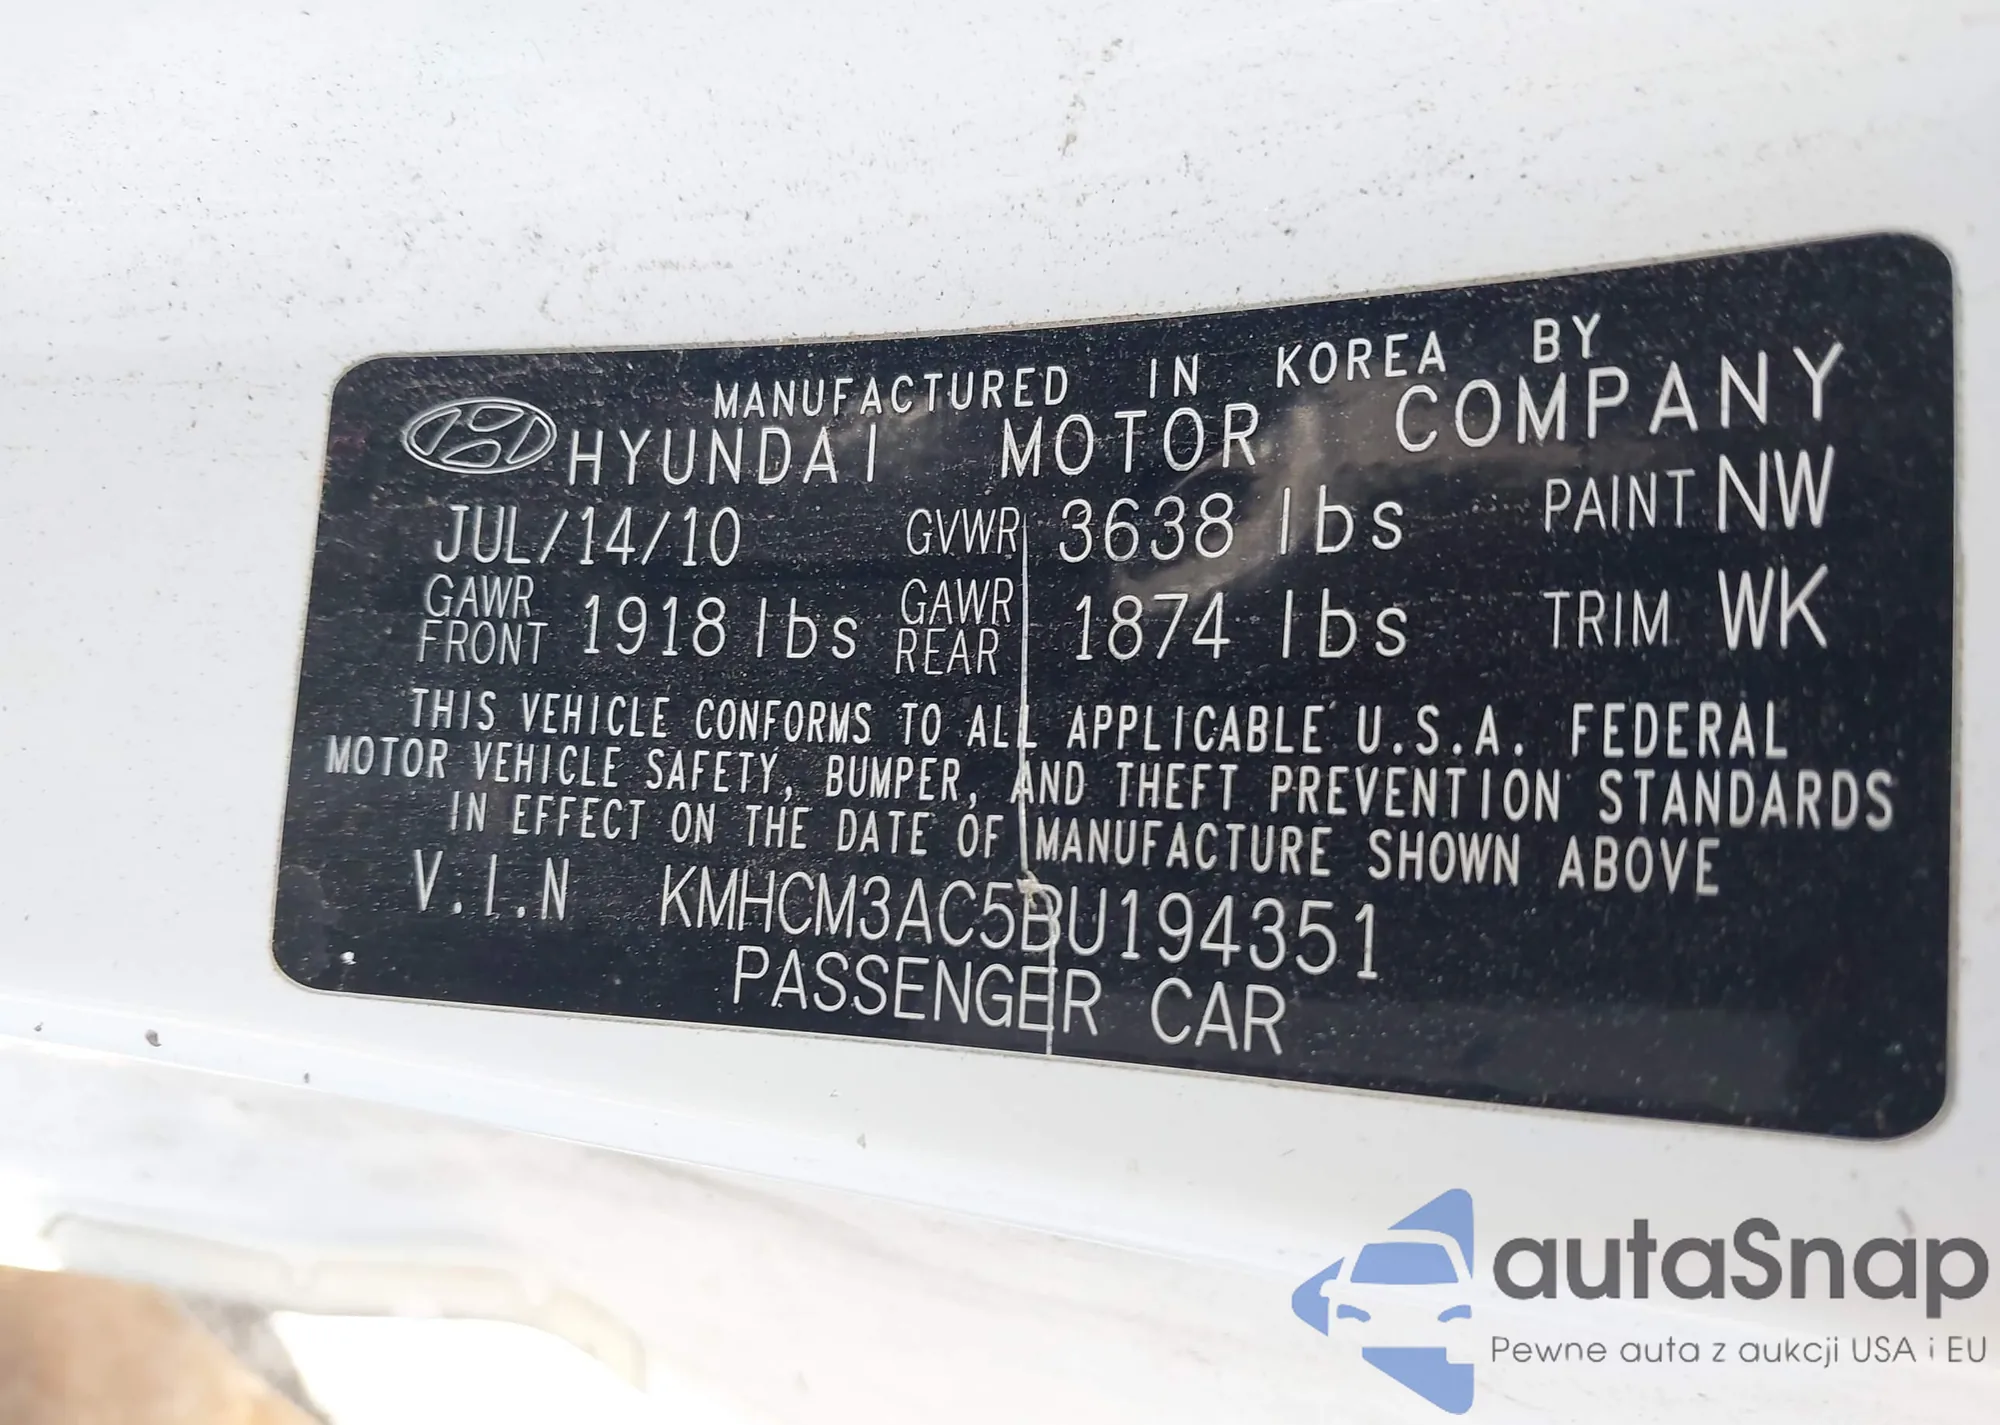 MANUFACTURED IN KOREA BY
HYUNDAI MOTOR COMPANY
JUL/14/10 GVWR 3638 lbs PAINT NW
GAWR FRONT 1918 lbs GAWR REAR 1874 lbs TRIM WK
THIS VEHICLE CONFORMS TO ALL APPLICABLE U.S.A. FEDERAL
MOTOR VEHICLE SAFETY, BUMPER, AND THEFT PREVENTION STANDARDS
IN EFFECT ON THE DATE OF MANUFACTURE SHOWN ABOVE
V.I.N KMHCM3AC5BU194351
PASSENGER CAR
autaSnap
Pewne auta z aukcji USA i EU